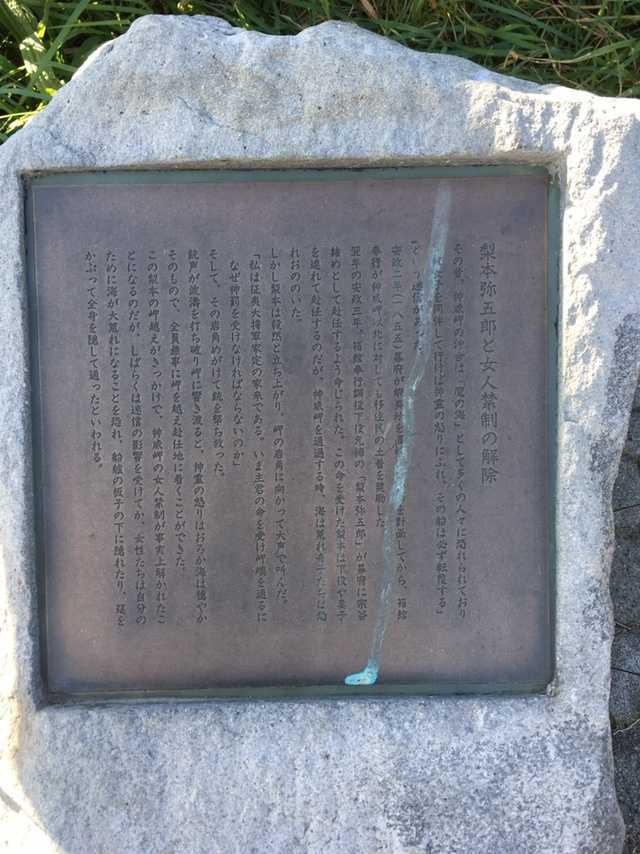 梨本弥五郎と女人禁制の解除
その昔、神威岬の沖合は「魔の海」として多くの人々に恐れられており
を同伴して行けば神霊の怒りにふれ、その船は必ず転覆する」
という迷信があった。
安政二年(一八五五)幕府が を計画してから、箱館
奉行が神威岬以北に対しても移住民の土着を奨励した。
翌年の安政三年、箱館奉行調役下役元締の「梨本弥五郎」が幕府に宗谷
詰めとして赴任するよう命じられた。この命を受けた梨本は下役や妻子
を連れて赴任するのだが、神威岬を通過する時、海は荒れ たちは恐
れおののいた。
しかし梨本は毅然と立ち上がり、岬の岩角に向かって大声で叫んだ。
「私は征夷大将軍家定の家来である。いま主君の命を受け岬端を通るに
なぜ神罰を受けなければならないのか」
そして、その岩角めがけて銃を撃ち放った。
銃声が波濤を打ち破り岬に響き渡ると、神霊の怒りはおろか海は穏やか
そのもので、全員無事に岬を越え赴任地に着くことができた。
この梨本の岬越えがきっかけで、神威岬の女人禁制が事実上解かれたこ
とになるのだが、しばらくは迷信の影響を受けてか、女性たちは自分の
ために海が大荒れになることを恐れ、船艙の板子の下に隠れたり、筵を
かぶって全身を隠して通ったといわれる。